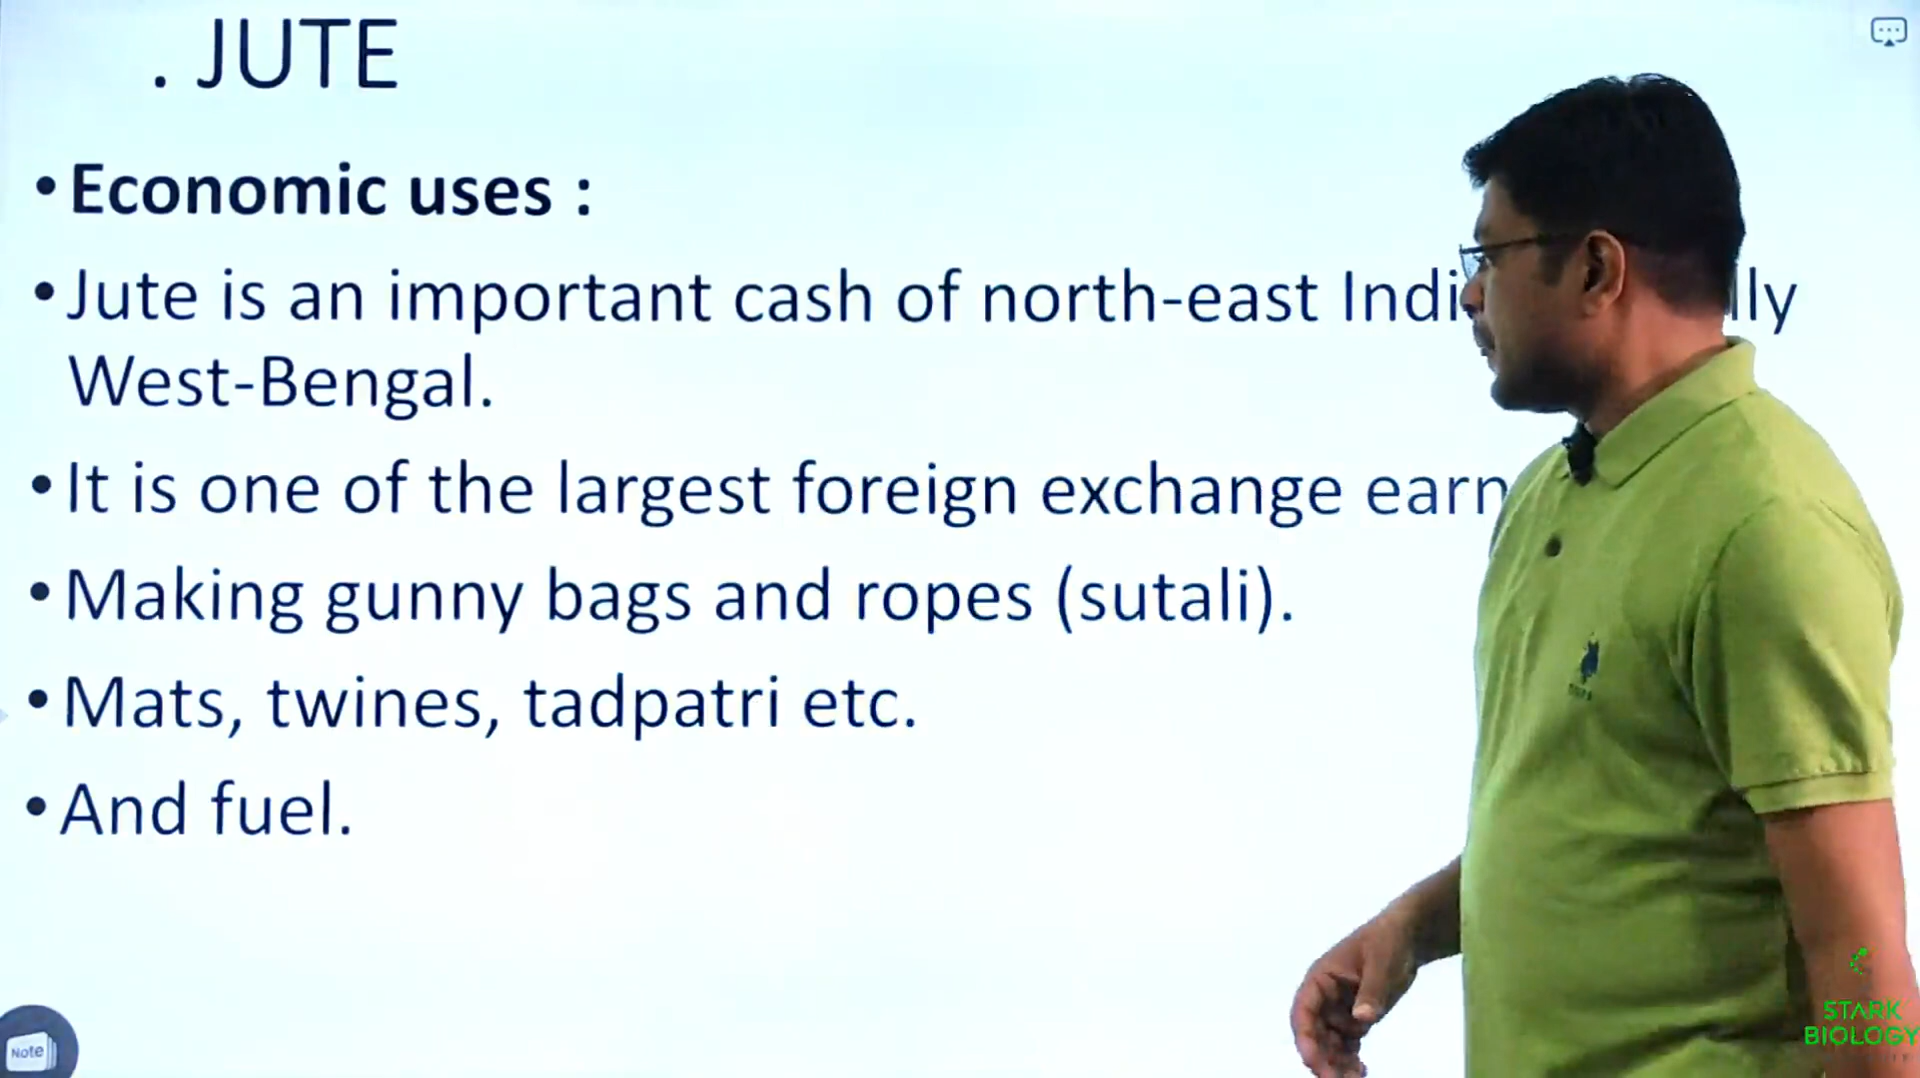 . JUTE
• Economic uses :
• Jute is an important cash of north-east Indi lly
West-Bengal.
• It is one of the largest foreign exchange earn
• Making gunny bags and ropes (sutali).
• Mats, twines, tadpatri etc.
• And fuel.
Note
STARK
BIOLOGY